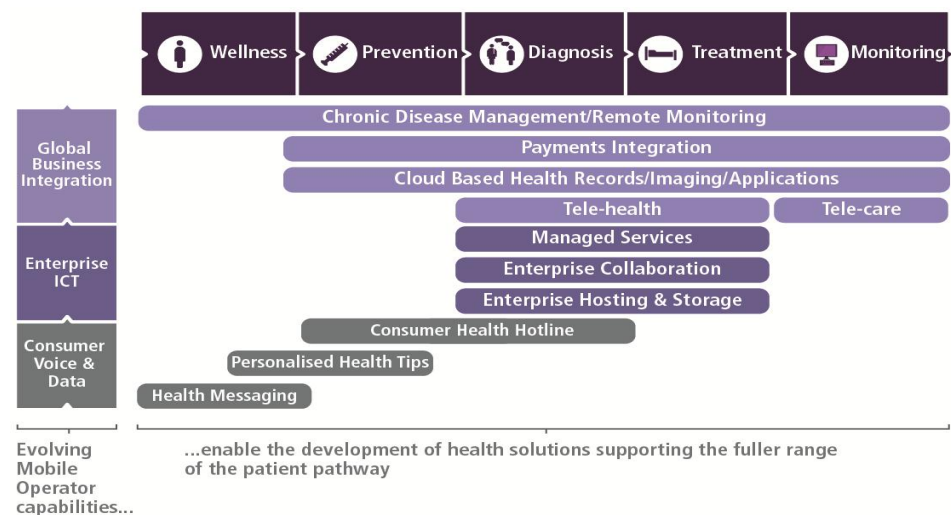 Wellness
Prevention
Diagnosis
Treatment
Monitoring
Global
Business
Integration
Chronic Disease Management/Remote Monitoring
Payments Integration
Cloud Based Health Records/Imaging/Applications
Tele-health
Tele-care
Enterprise
ICT
Managed Services
Enterprise Collaboration
Enterprise Hosting & Storage
Consumer
Voice &
Data
Consumer Health Hotline
Personalised Health Tips
Health Messaging
Evolving
Mobile
Operator
capabilities...
...enable the development of health solutions supporting the fuller range
of the patient pathway